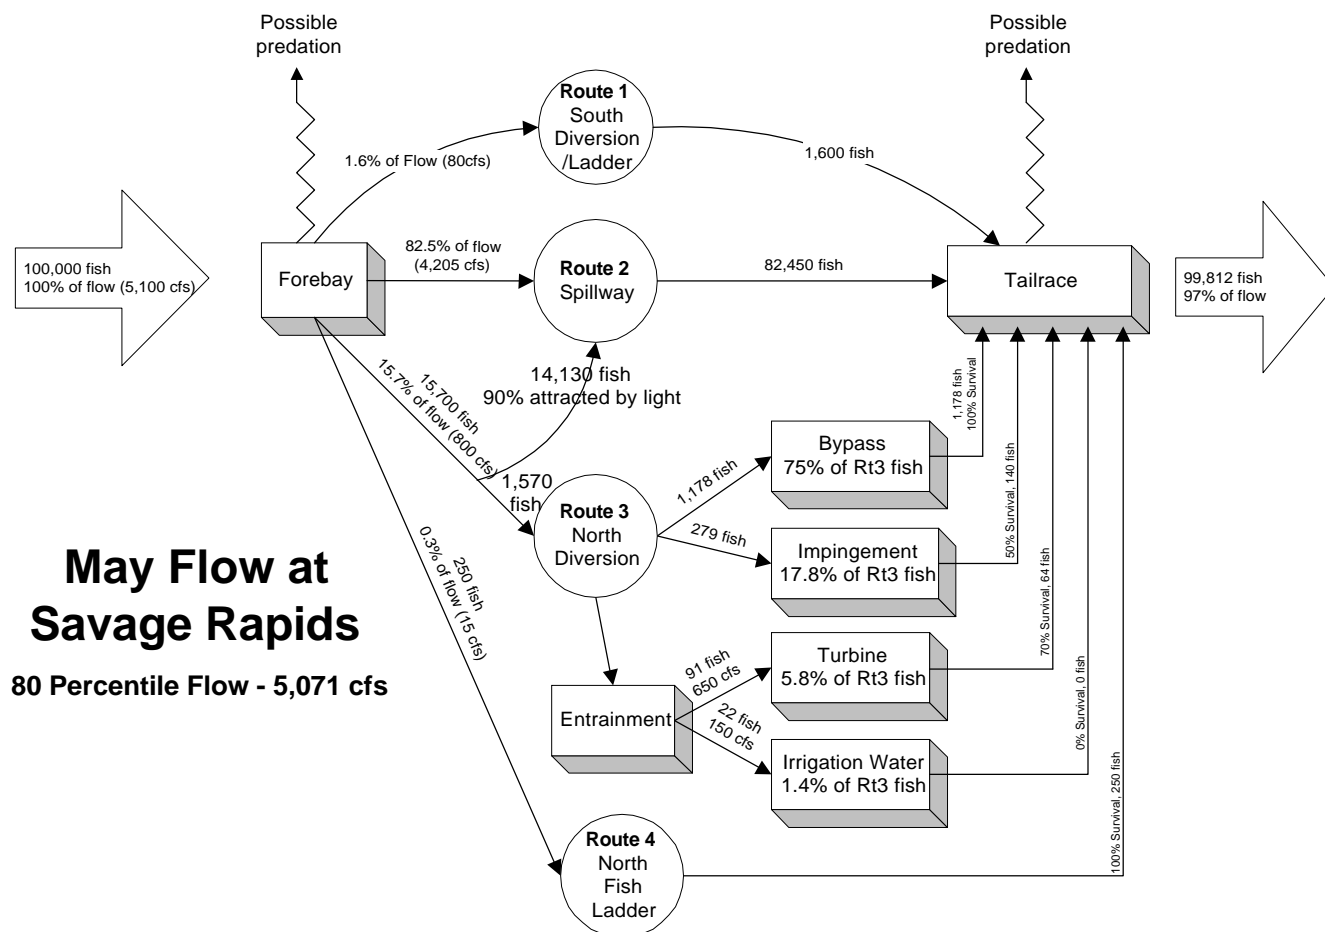 Possible
predation
Possible
predation
Route 1
South
Diversion
/Ladder
1.6% of Flow (80cfs)
1,600 fish
100,000 fish
100% of flow (5,100 cfs)
Forebay
82.5% of flow
(4,205 cfs)
Route 2
Spillway
82,450 fish
Tailrace
99,812 fish
97% of flow
15,700 fish
15.7% of flow (800 cfs)
14,130 fish
90% attracted by light
1,570
fish
Route 3
North
Diversion
1,178 fish
Bypass
75% of Rt3 fish
1,178 fish
100% Survival
279 fish
Impingement
17.8% of Rt3 fish
50% Survival, 140 fish
250 fish
0.3% of flow (15 cfs)
May Flow at
Savage Rapids
80 Percentile Flow - 5,071 cfs
Entrainment
91 fish
650 cfs
Turbine
5.8% of Rt3 fish
70% Survival, 64 fish
22 fish
150 cfs
Irrigation Water
1.4% of Rt3 fish
0% Survival, 0 fish
Route 4
North
Fish
Ladder
100% Survival, 250 fish